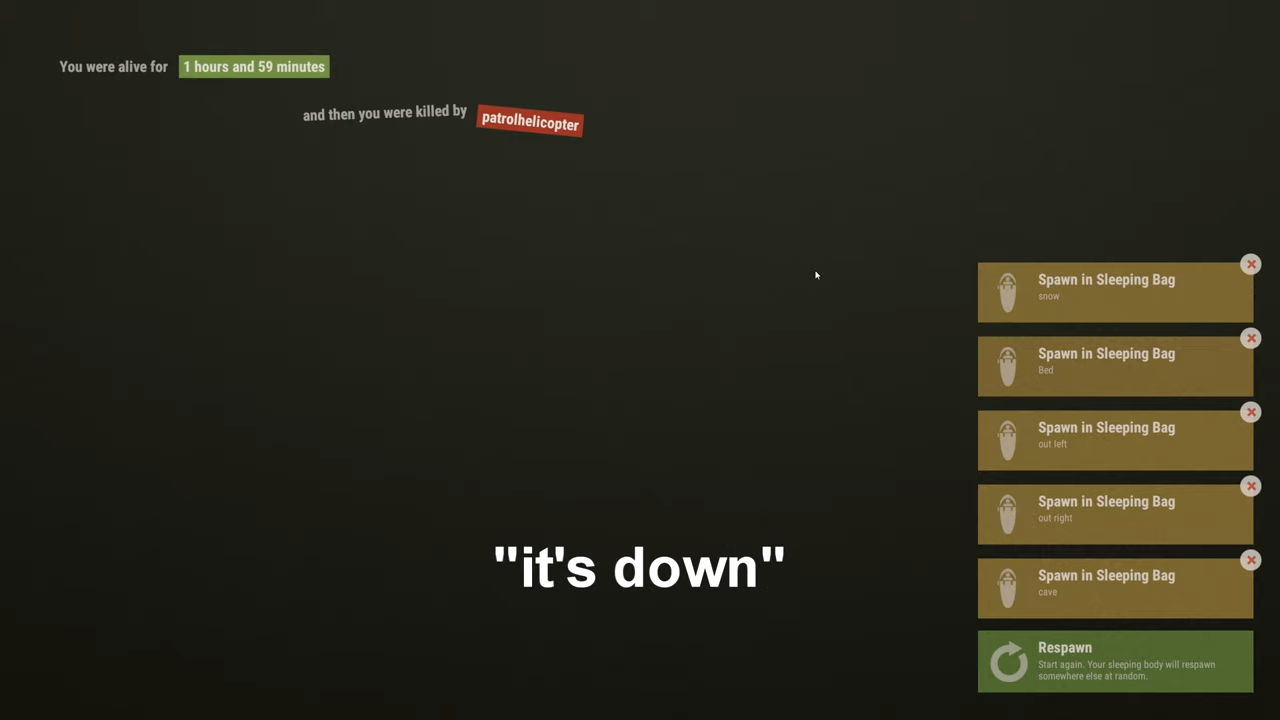 You were alive for 1 hours and 59 minutes
and then you were killed by patrolhelicopter
Spawn in Sleeping Bag
snow
Spawn in Sleeping Bag
Bed
Spawn in Sleeping Bag
out left
Spawn in Sleeping Bag
out right
Spawn in Sleeping Bag
cave
Respawn
Start again. Your sleeping body will respawn
somewhere else at random.
"it's down"